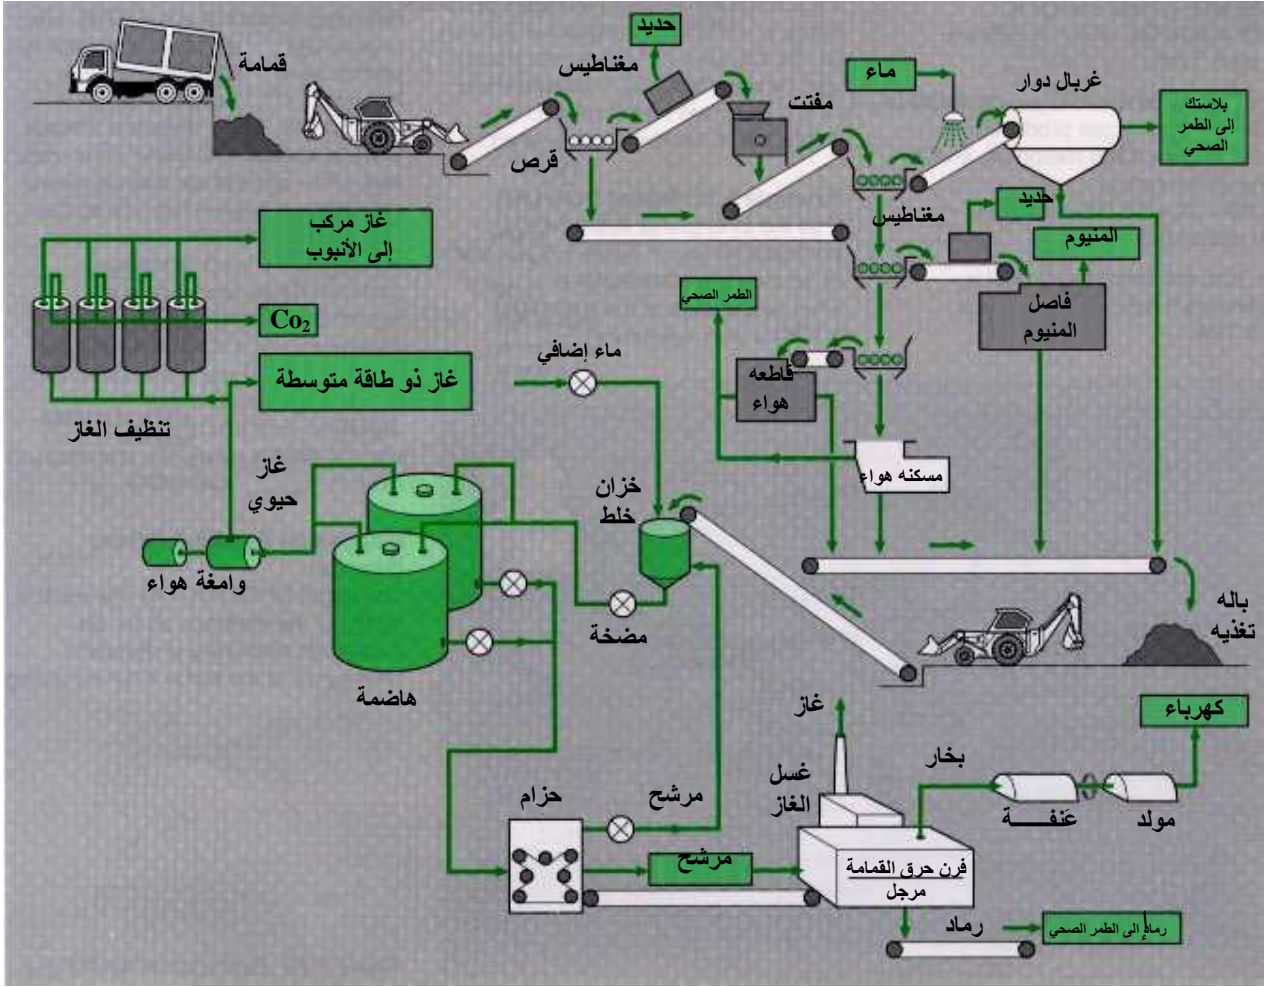 قمامة
حديد
مغناطيس
مفتت
قرص
ماء
غربال دوار
بلاستك
إلى الطمر
الصحي
مغناطيس
حديد
المنيوم
فاصل
المنيوم
الطمر الصحي
قاطعه
هواء
مسكنه هواء
غاز مركب
إلى الأنبوب
Co₂
غاز ذو طاقة متوسطة
تنظيف الغاز
ماء إضافي
غاز
حيوي
خزان
خلط
وامغة هواء
مضخة
هاضمة
باله
تغذيه
غاز
كهرباء
بخار
غسل
الغاز
عَنفــــــة
مولد
حزام
مرشح
مرشح
فرن حرق القمامة
مرجل
رماد
رماد إلى الطمر الصحي